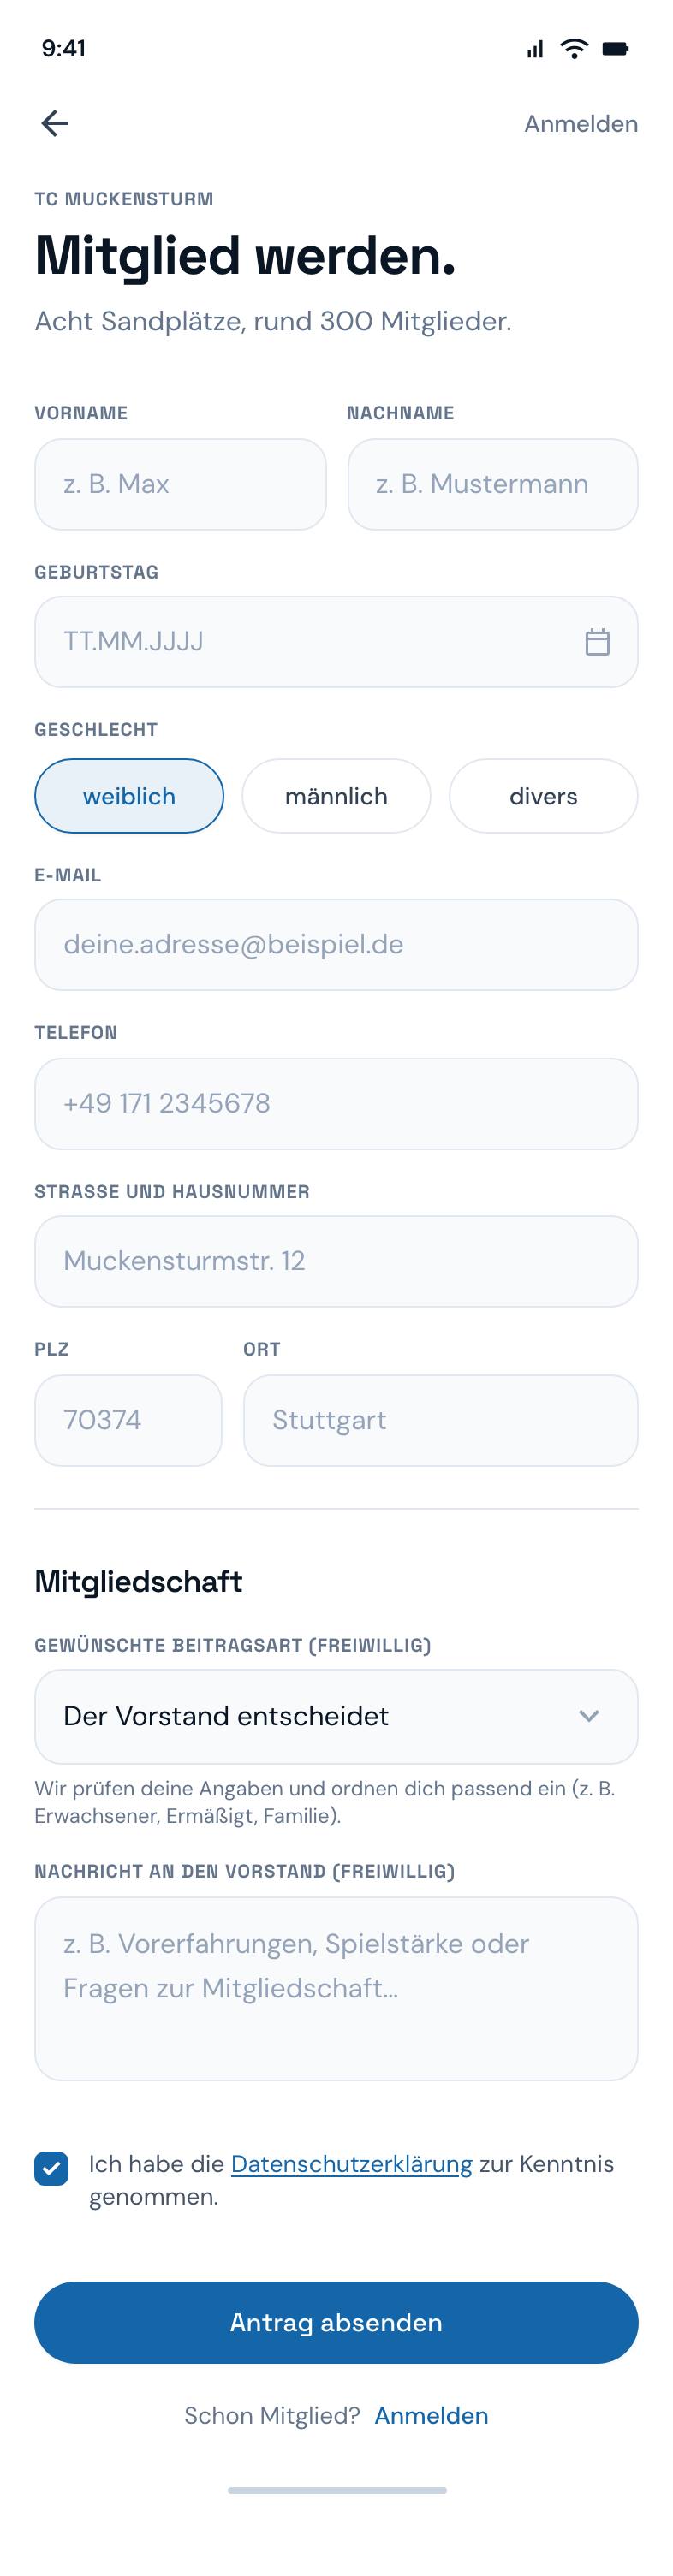 9:41
Anmelden
TC MUCKENSTURM
Mitglied werden.
Acht Sandplätze, rund 300 Mitglieder.
VORNAME
NACHNAME
z. B. Max
z. B. Mustermann
GEBURTSTAG
TT.MM.JJJJ
GESCHLECHT
weiblich
männlich
divers
E-MAIL
deine.adresse@beispiel.de
TELEFON
+49 171 2345678
STRASSE UND HAUSNUMMER
Muckensturmstr. 12
PLZ
ORT
70374
Stuttgart
Mitgliedschaft
GEWÜNSCHTE BEITRAGSART (FREIWILLIG)
Der Vorstand entscheidet
Wir prüfen deine Angaben und ordnen dich passend ein (z. B.
Erwachsener, Ermäßigt, Familie).
NACHRICHT AN DEN VORSTAND (FREIWILLIG)
z. B. Vorerfahrungen, Spielstärke oder
Fragen zur Mitgliedschaft...
Ich habe die Datenschutzerklärung zur Kenntnis
genommen.
Antrag absenden
Schon Mitglied? Anmelden